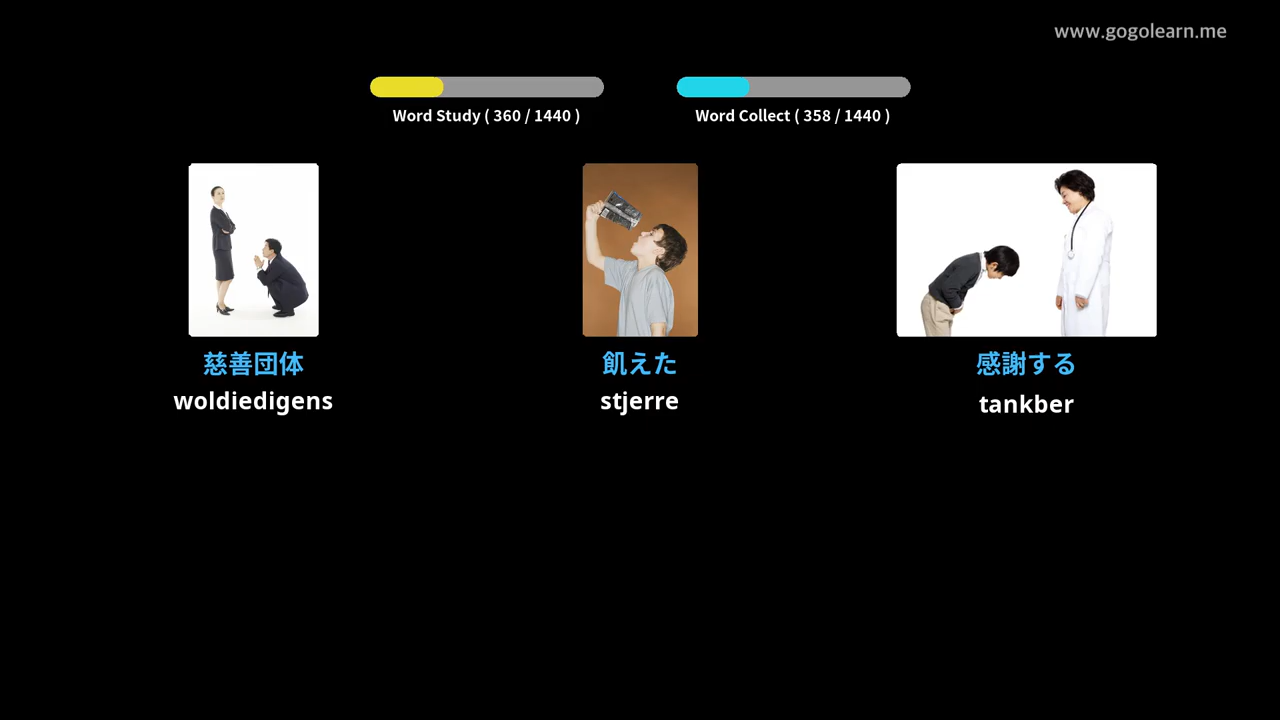 www.gogolearn.me
Word Study ( 360 / 1440 )
Word Collect ( 358 / 1440 )
慈善団体
woldiedigens
飢えた
stjerre
感謝する
tankber